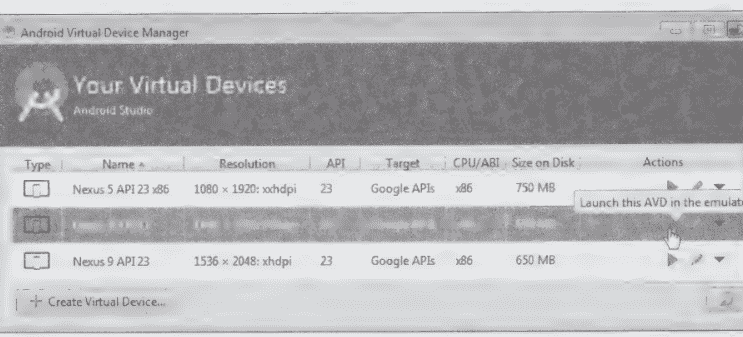 Android Virtual Device Manager
Your Virtual Devices
Android Studio
Type Name Resolution API Target CPU/ABI Size on Disk Actions
Nexus 5 API 23 x86 1080 × 1920: xxhdpi 23 Google APIs x86 750 MB
Launch this AVD in the emulat
Nexus 9 API 23 1536 × 2048: xhdpi 23 Google APIs x86 650 MB
+ Create Virtual Device...